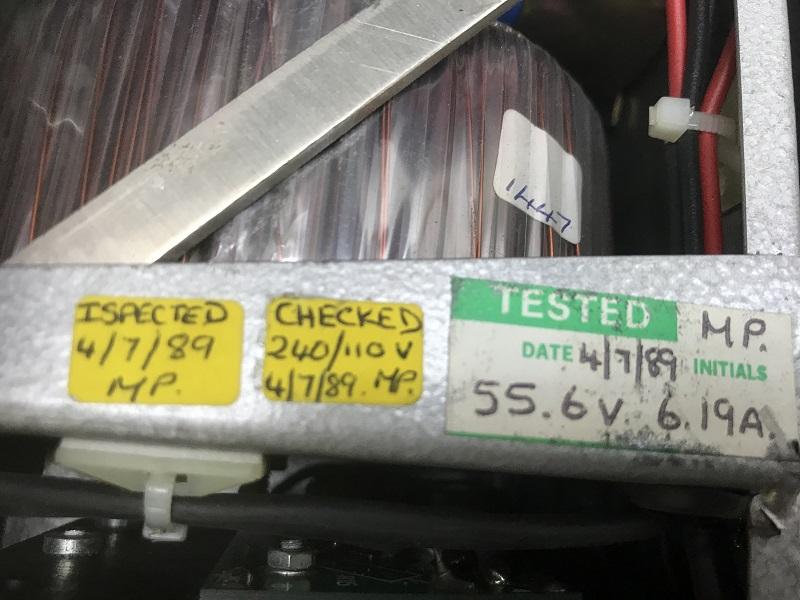 1447
ISPECTED
4/7/89
MP.
CHECKED
240/110 V
4/7/89. MP.
TESTED
MP.
DATE 4/7/89 INITIALS
55.6V. 6.19A.